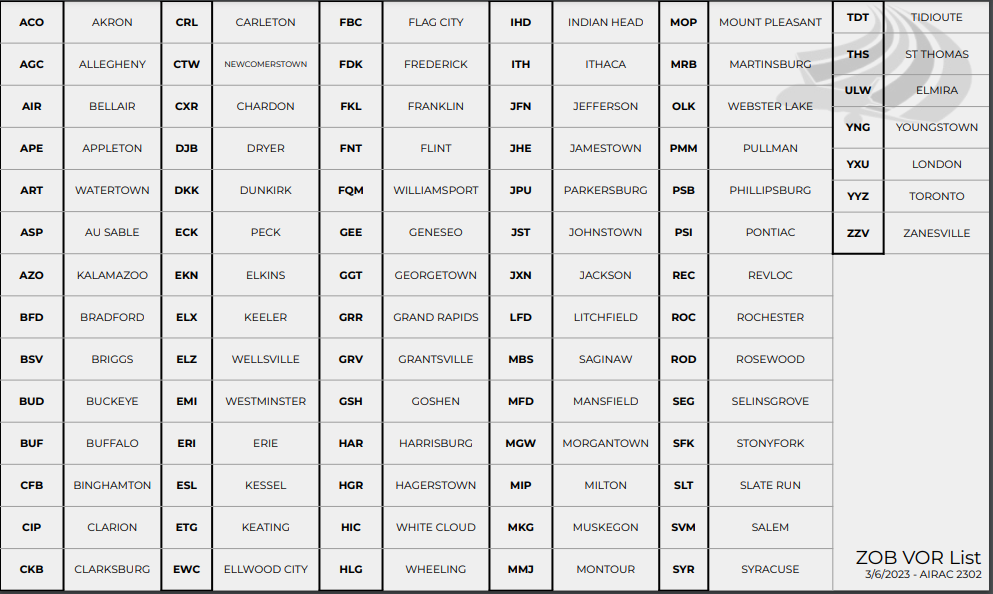 ACO AKRON CRL CARLETON FBC FLAG CITY IHD INDIAN HEAD MOP MOUNT PLEASANT TDT TIDIOUTE
AGC ALLEGHENY CTW NEWCOMERSTOWN FDK FREDERICK ITH ITHACA MRB MARTINSBURG THS ST THOMAS
AIR BELLAIR CXR CHARDON FKL FRANKLIN JFN JEFFERSON OLK WEBSTER LAKE ULW ELMIRA
APE APPLETON DJB DRYER FNT FLINT JHE JAMESTOWN PMM PULLMAN YNG YOUNGSTOWN
ART WATERTOWN DKK DUNKIRK FQM WILLIAMSPORT JPU PARKERSBURG PSB PHILLIPSBURG YXU LONDON
ASP AU SABLE ECK PECK GEE GENESEO JST JOHNSTOWN PSI PONTIAC YYZ TORONTO
AZO KALAMAZOO EKN ELKINS GGT GEORGETOWN JXN JACKSON REC REVLOC ZZV ZANESVILLE
BFD BRADFORD ELX KEELER GRR GRAND RAPIDS LFD LITCHFIELD ROC ROCHESTER
BSV BRIGGS ELZ WELLSVILLE GRV GRANTSVILLE MBS SAGINAW ROD ROSEWOOD
BUD BUCKEYE EMI WESTMINSTER GSH GOSHEN MFD MANSFIELD SEG SELINSGROVE
BUF BUFFALO ERI ERIE HAR HARRISBURG MGW MORGANTOWN SFK STONYFORK
CFB BINGHAMTON ESL KESSEL HGR HAGERSTOWN MIP MILTON SLT SLATE RUN
CIP CLARION ETG KEATING HIC WHITE CLOUD MKG MUSKEGON SVM SALEM
CKB CLARKSBURG EWC ELLWOOD CITY HLG WHEELING MMJ MONTOUR SYR SYRACUSE
ZOB VOR List
3/6/2023 - AIRAC 2302